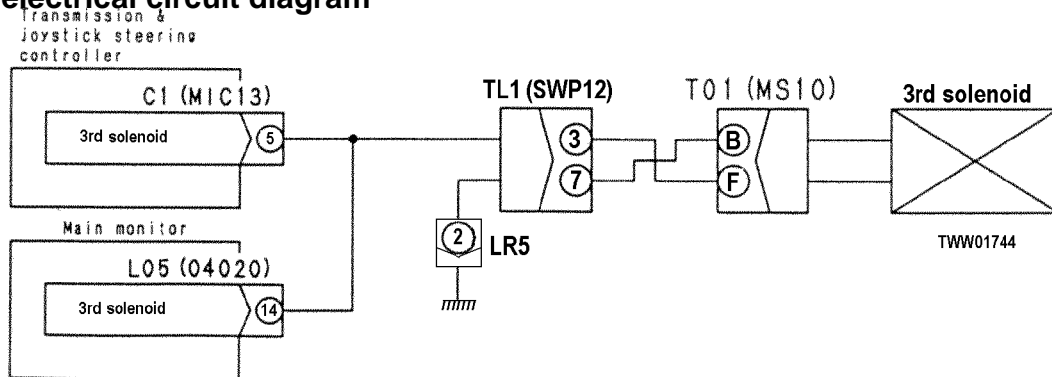 electrical circuit diagram
Transmission &
joystick steering
controller
C1 (MIC13)
3rd solenoid
5
TL1 (SWP12)
3
7
T01 (MS10)
B
F
3rd solenoid
2
LR5
TWW01744
Main monitor
L05 (04020)
3rd solenoid
14